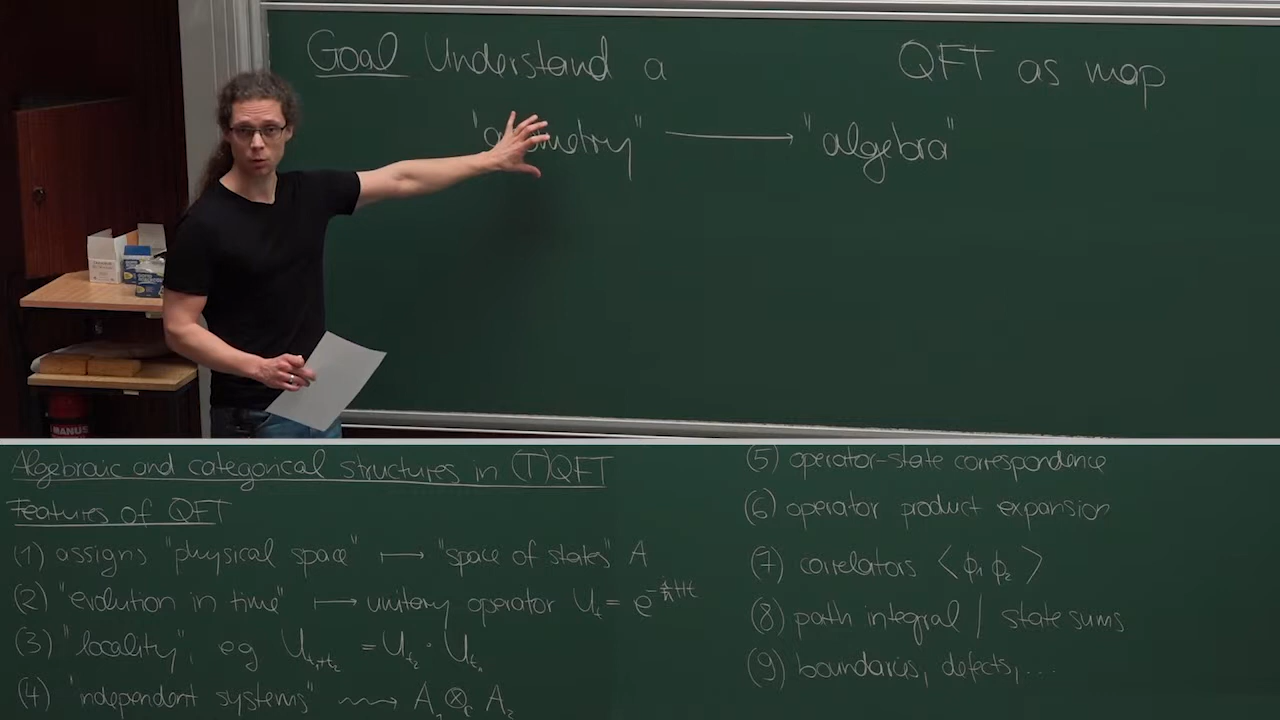 Goal Understand a QFT as map
"geometry" ⟶ "algebra"
MANUS
Algebraic and categorical structures in (T)QFT
Features of QFT
(1) assigns "physical space" ⟼ "space of states" A
(2) "evolution in time" ⟼ unitary operator U_t = e^{-i/ħ Ht}
(3) "locality", eg U_{t₁+t₂} = U_{t₂} · U_{t₁}
(4) "independent systems" ⇝ A₁ ⊗_ℂ A₂
(5) operator-state correspondence
(6) operator product expansion
(7) correlators <ϕ₁ ϕ₂ >
(8) path integral / state sums
(9) boundaries, defects,...